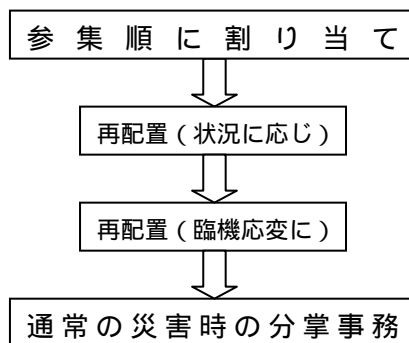 参集順に割り当て
再配置（状況に応じ）
再配置（臨機応変に）
通常の災害時の分掌事務